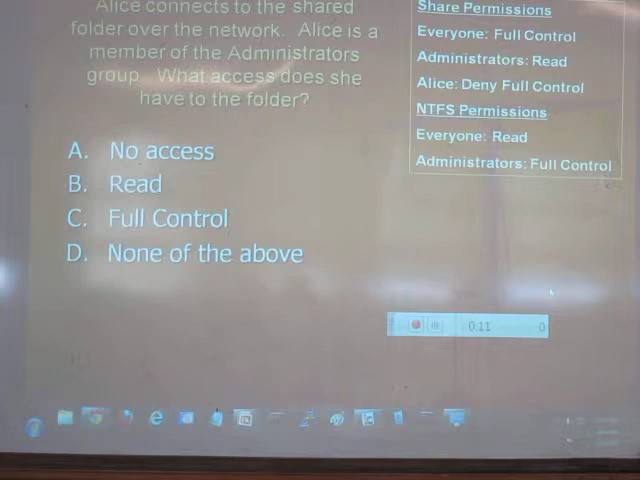 Alice connects to the shared
folder over the network. Alice is a
member of the Administrators
group. What access does she
have to the folder?
A. No access
B. Read
C. Full Control
D. None of the above
Share Permissions
Everyone: Full Control
Administrators: Read
Alice: Deny Full Control
NTFS Permissions
Everyone: Read
Administrators: Full Control
0:11 0